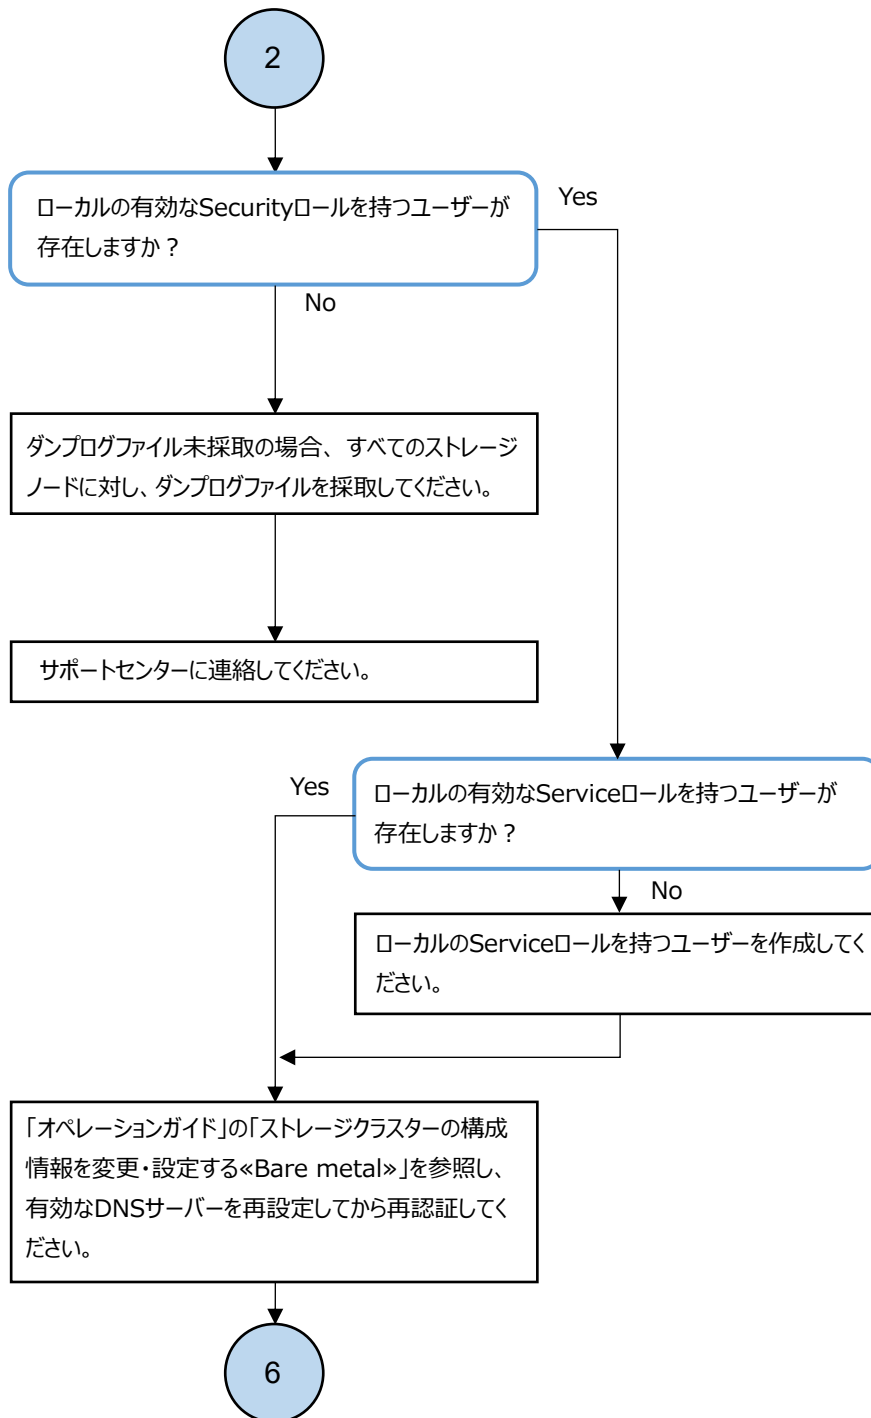 2
ローカルの有効なSecurityロールを持つユーザーが
存在しますか？
Yes
No
ダンプログファイル未採取の場合、すべてのストレージ
ノードに対し、ダンプログファイルを採取してください。
サポートセンターに連絡してください。
Yes
ローカルの有効なServiceロールを持つユーザーが
存在しますか？
No
ローカルのServiceロールを持つユーザーを作成してく
ださい。
「オペレーションガイド」の「ストレージクラスターの構成
情報を変更・設定する≪Bare metal≫」を参照し、
有効なDNSサーバーを再設定してから再認証してく
ださい。
6